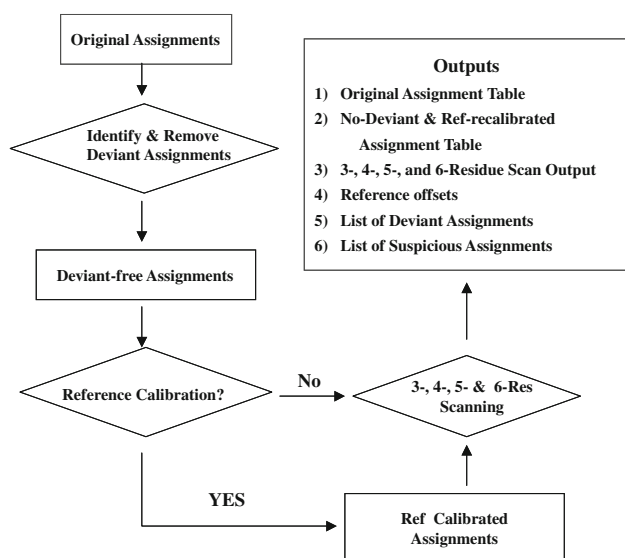 Original Assignments
Identify & Remove
Deviant Assignments
Deviant-free Assignments
Reference Calibration?
No
YES
Ref Calibrated
Assignments
3-, 4-, 5- & 6-Res
Scanning
Outputs
1) Original Assignment Table
2) No-Deviant & Ref-recalibrated
Assignment Table
3) 3-, 4-, 5-, and 6-Residue Scan Output
4) Reference offsets
5) List of Deviant Assignments
6) List of Suspicious Assignments